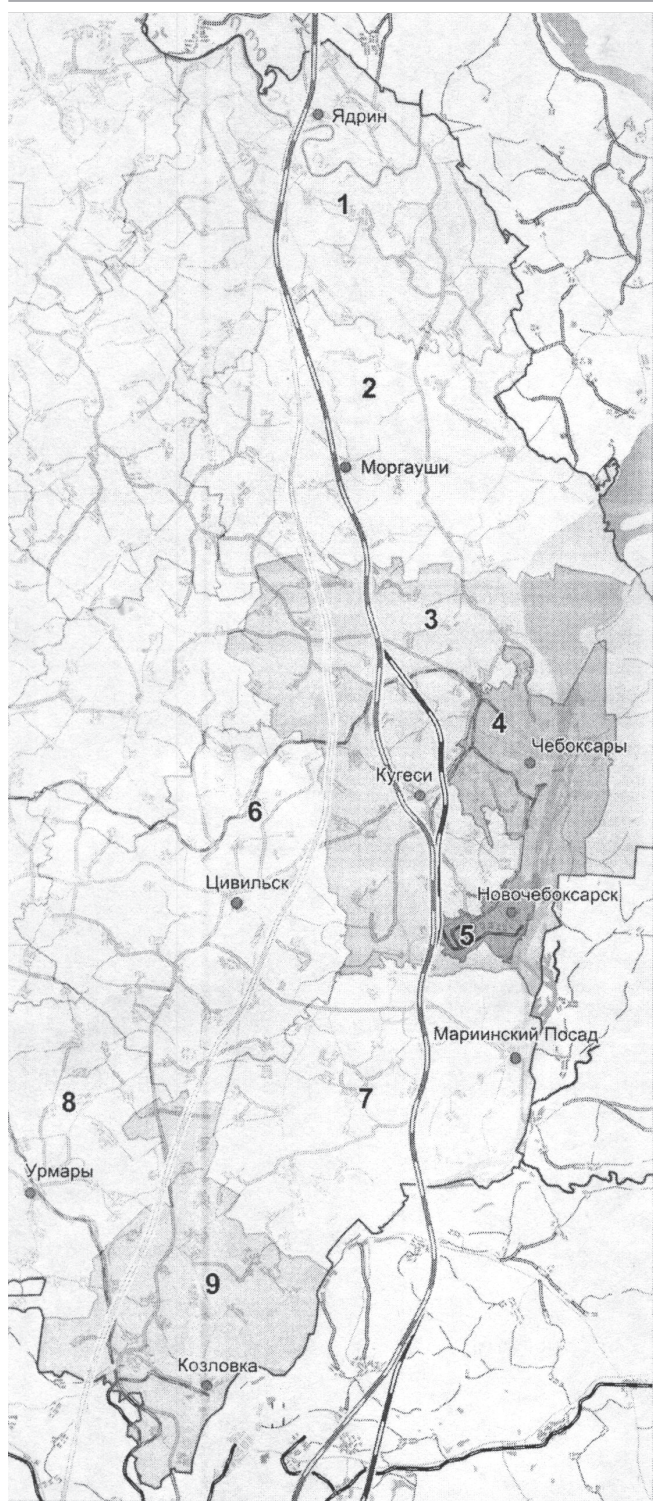 Ядрин
1
2
Моргауши
3
4
Чебоксары
Кугеси
6
Цивильск
Новочебоксарск
5
Мариинский Посад
7
8
Урмары
9
Козловка